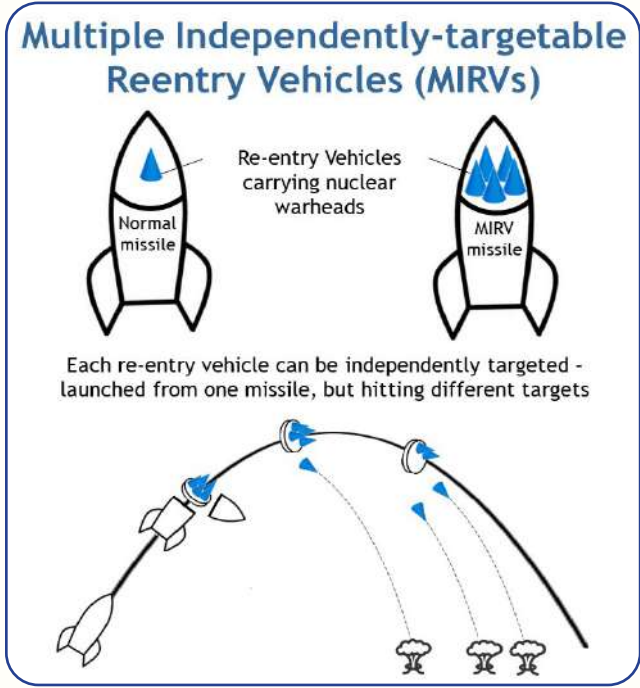 Multiple Independently-targetable
Reentry Vehicles (MIRVs)
Re-entry Vehicles
carrying nuclear
warheads
Normal
missile
MIRV
missile
Each re-entry vehicle can be independently targeted -
launched from one missile, but hitting different targets